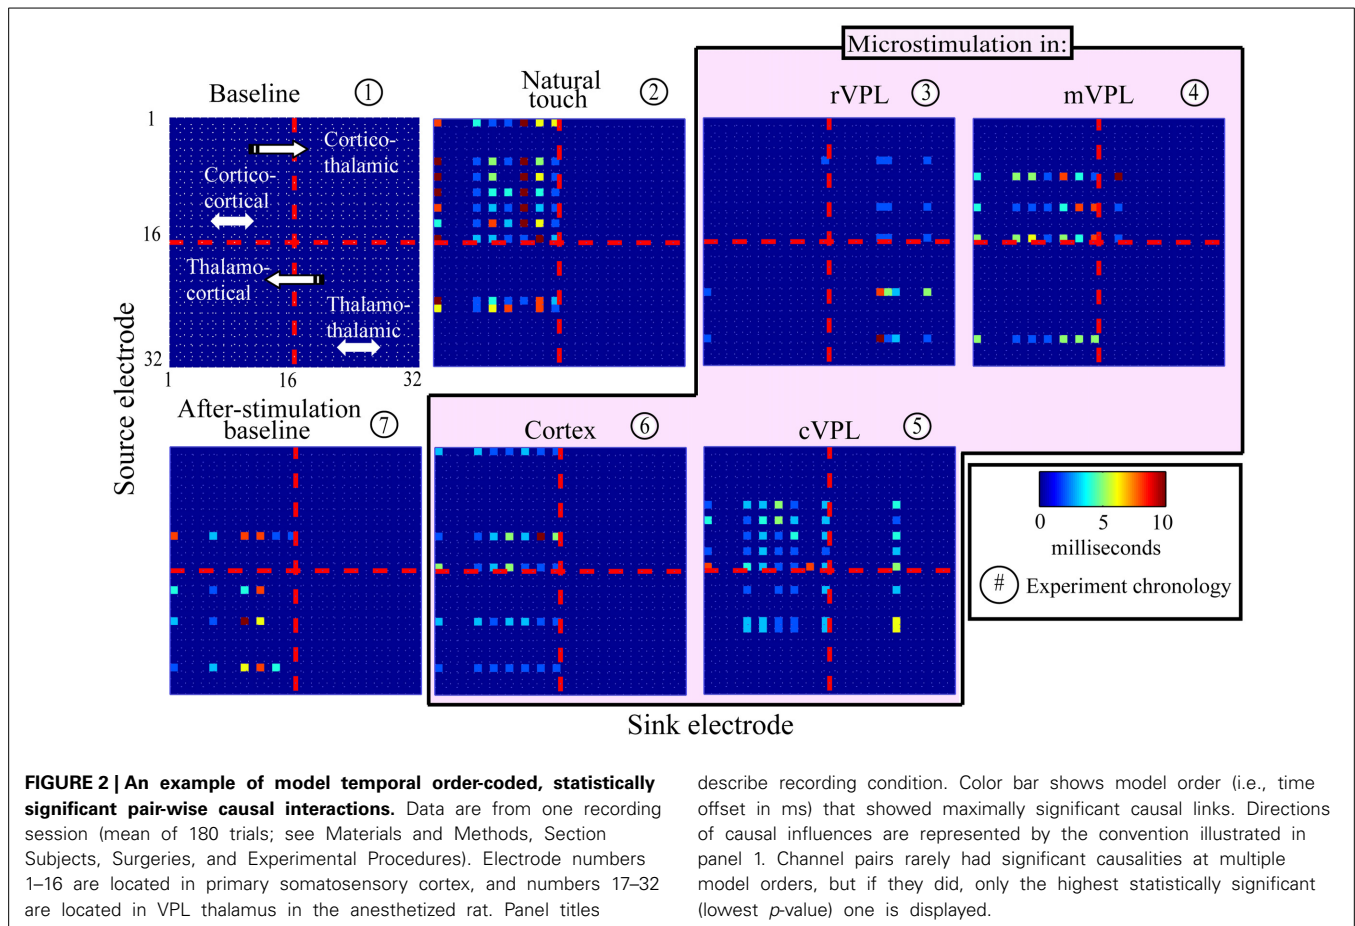 Microstimulation in:
Baseline
1
Natural
touch
2
rVPL
3
mVPL
4
1
16
32
Cortico-
thalamic
Cortico-
cortical
Thalamo-
cortical
Thalamo-
thalamic
1
16
32
Source electrode
After-stimulation
baseline
7
Cortex
6
cVPL
5
0
5
10
milliseconds
# Experiment chronology
Sink electrode
FIGURE 2 | An example of model temporal order-coded, statistically
significant pair-wise causal interactions. Data are from one recording
session (mean of 180 trials; see Materials and Methods, Section
Subjects, Surgeries, and Experimental Procedures). Electrode numbers
1–16 are located in primary somatosensory cortex, and numbers 17–32
are located in VPL thalamus in the anesthetized rat. Panel titles
describe recording condition. Color bar shows model order (i.e., time
offset in ms) that showed maximally significant causal links. Directions
of causal influences are represented by the convention illustrated in
panel 1. Channel pairs rarely had significant causalities at multiple
model orders, but if they did, only the highest statistically significant
(lowest p-value) one is displayed.